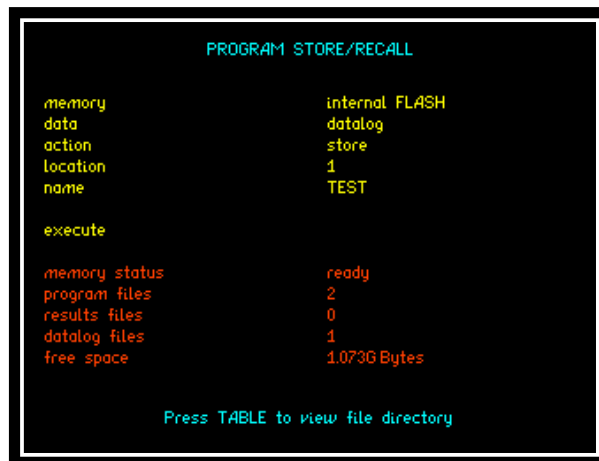 PROGRAM STORE/RECALL
memory internal FLASH
data datalog
action store
location 1
name TEST
execute
memory status ready
program files 2
results files 0
datalog files 1
free space 1.073G Bytes
Press TABLE to view file directory